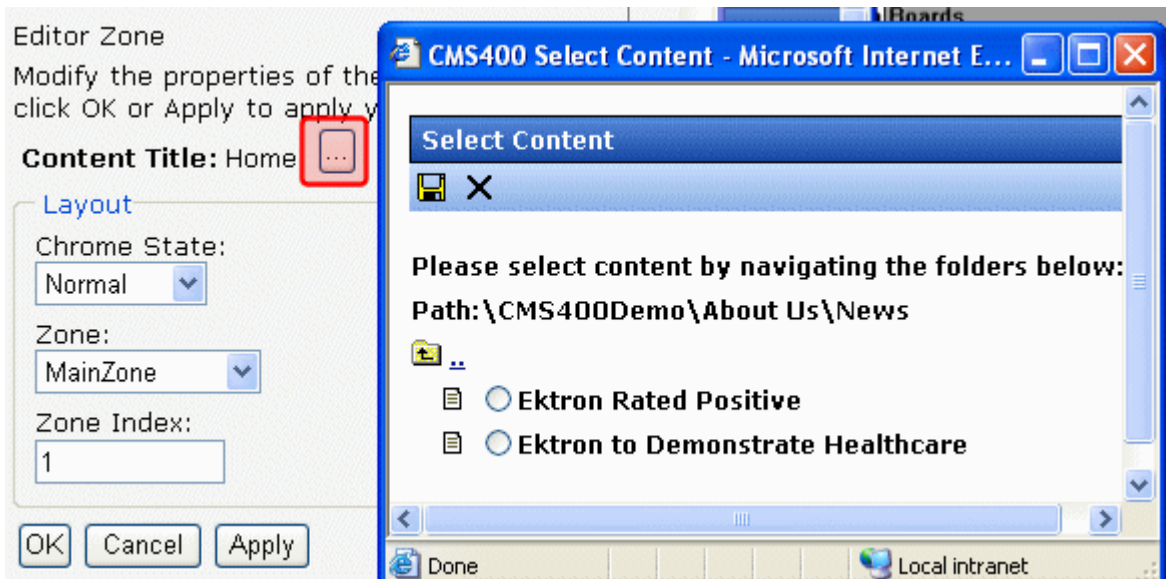 Editor Zone
Modify the properties of the
click OK or Apply to apply y
Content Title: Home ...
Layout
Chrome State:
Normal
Zone:
MainZone
Zone Index:
1
OK Cancel Apply
Boards
CMS400 Select Content - Microsoft Internet E...
Select Content
Please select content by navigating the folders below:
Path:\CMS400Demo\About Us\News
..
Ektron Rated Positive
Ektron to Demonstrate Healthcare
Done Local intranet